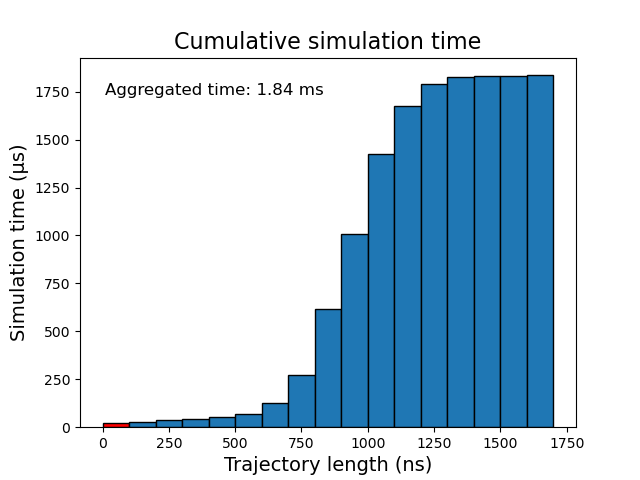 Cumulative simulation time
Aggregated time: 1.84 ms
Simulation time (µs)
1750
1500
1250
1000
750
500
250
0
0 250 500 750 1000 1250 1500 1750
Trajectory length (ns)